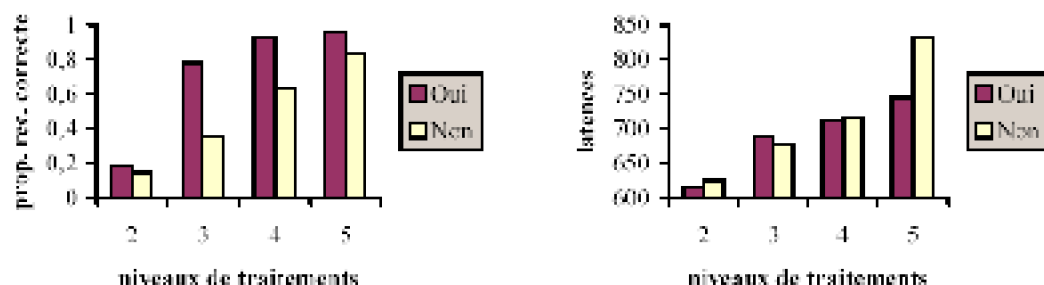 prop. rec. correcte
1
0,8
0,6
0,4
0,2
0
2 3 4 5
niveaux de traitements
Oui
Non
latences
850
800
750
700
650
600
2 3 4 5
niveaux de traitements
Oui
Non